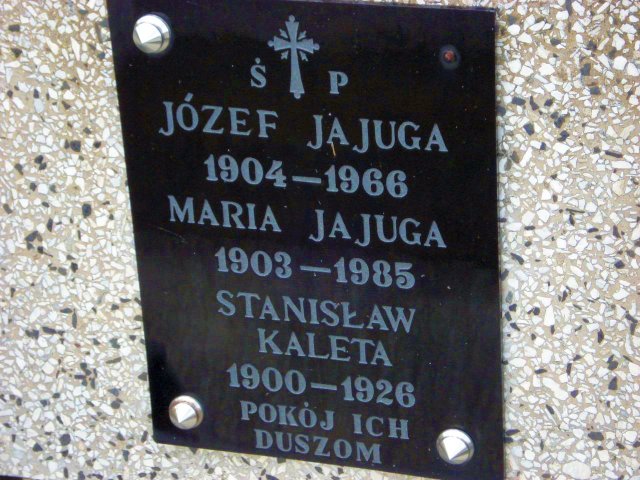 Ś P
JÓZEF JAJUGA
1904–1966
MARIA JAJUGA
1903–1985
STANISŁAW
KALETA
1900–1926
POKÓJ ICH
DUSZOM